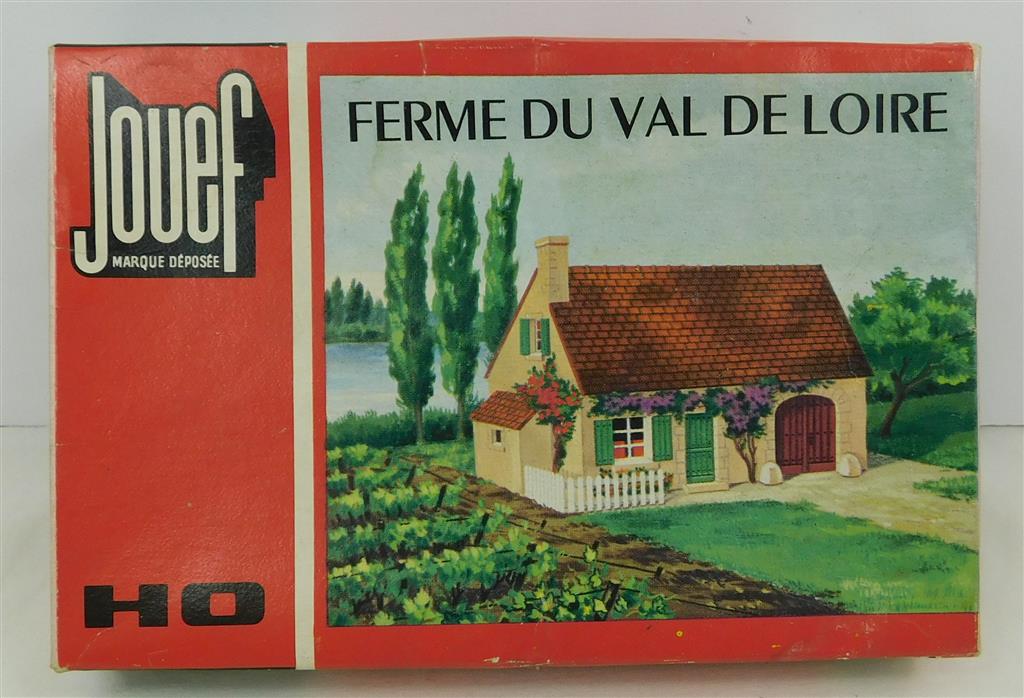 Jouef
MARQUE DÉPOSÉE
FERME DU VAL DE LOIRE
HO